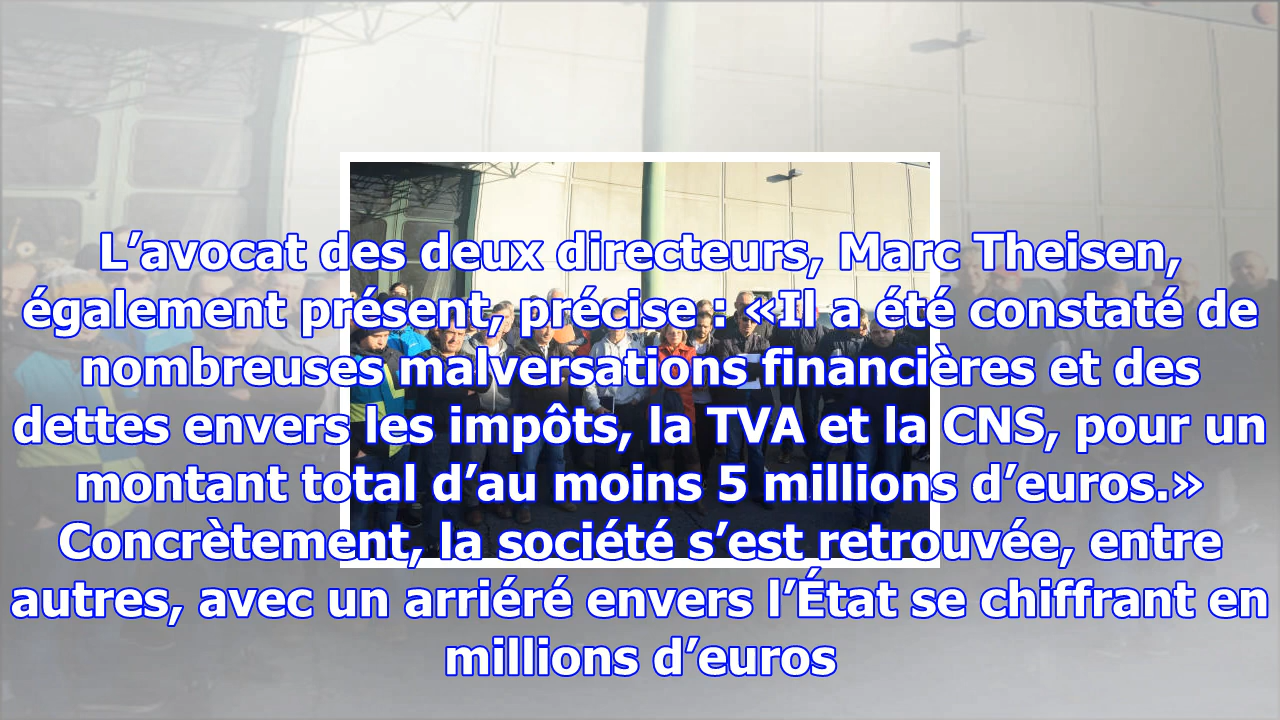 L’avocat des deux directeurs, Marc Theisen,
également présent, précise : «Il a été constaté de
nombreuses malversations financières et des
dettes envers les impôts, la TVA et la CNS, pour un
montant total d’au moins 5 millions d’euros.»
Concrètement, la société s’est retrouvée, entre
autres, avec un arriéré envers l’État se chiffrant en
millions d’euros